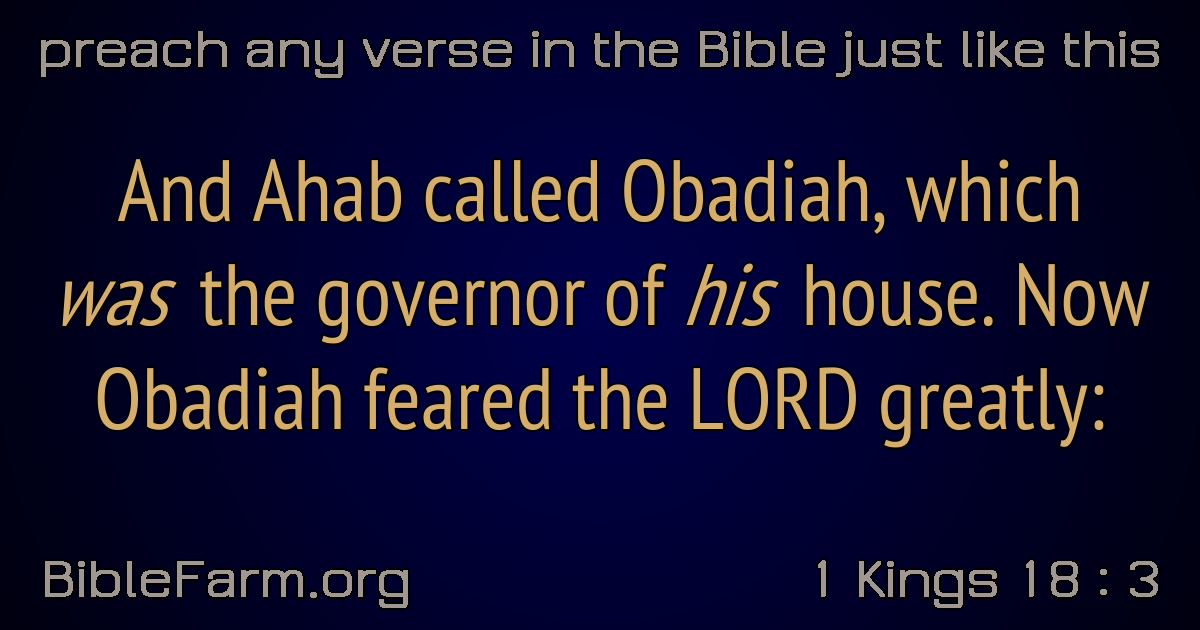 preach any verse in the Bible just like this
And Ahab called Obadiah, which
was the governor of his house. Now
Obadiah feared the LORD greatly:
BibleFarm.org
1 Kings 18 : 3